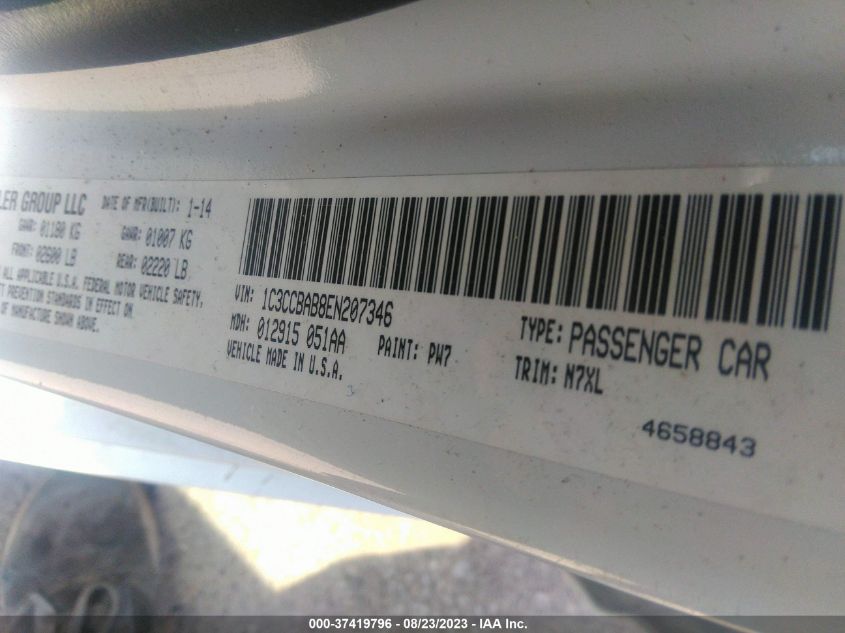 LER GROUP LLC DATE OF MFR(BUILT): 1-14
GAWR: 01180 KG GAWR: 01007 KG
FRONT: 02600 LB REAR: 02220 LB
ALL APPLICABLE U.S.A. FEDERAL MOTOR VEHICLE SAFETY,
PREVENTION STANDARDS IN EFFECT ON
OF MANUFACTURE SHOWN ABOVE.
VIN: 1C3CCBAB8EN207346
MDH: 012915 051AA PAINT: PW7
VEHICLE MADE IN U.S.A.
TYPE: PASSENGER CAR
TRIM: N7XL
4658843
000-37419796 - 08/23/2023 - IAA Inc.